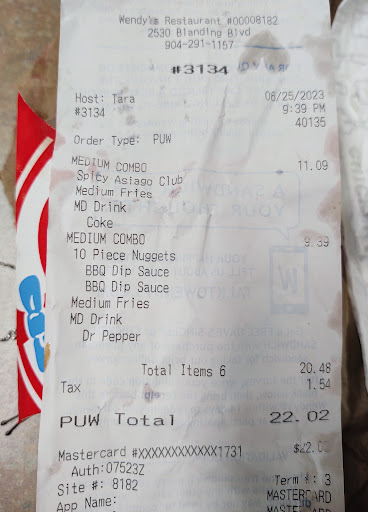 Wendy's Restaurant #00008182
2530 Blanding Blvd
904-291-1157
#3134
Host: Tara 08/25/2023
#3134 9:39 PM
40135
Order Type: PUW
MEDIUM COMBO 11.09
Spicy Asiago Club
Medium Fries
MD Drink
Coke
MEDIUM COMBO 9.39
10 Piece Nuggets
BBQ Dip Sauce
BBQ Dip Sauce
Medium Fries
MD Drink
Dr Pepper
Total Items 6 20.48
Tax 1.54
PUW Total 22.02
Mastercard #XXXXXXXXXXXX1731 $22.02
Auth:07523Z
Site #: 8182 Term #: 3
App Name: MASTERCARD
MASTERCARD